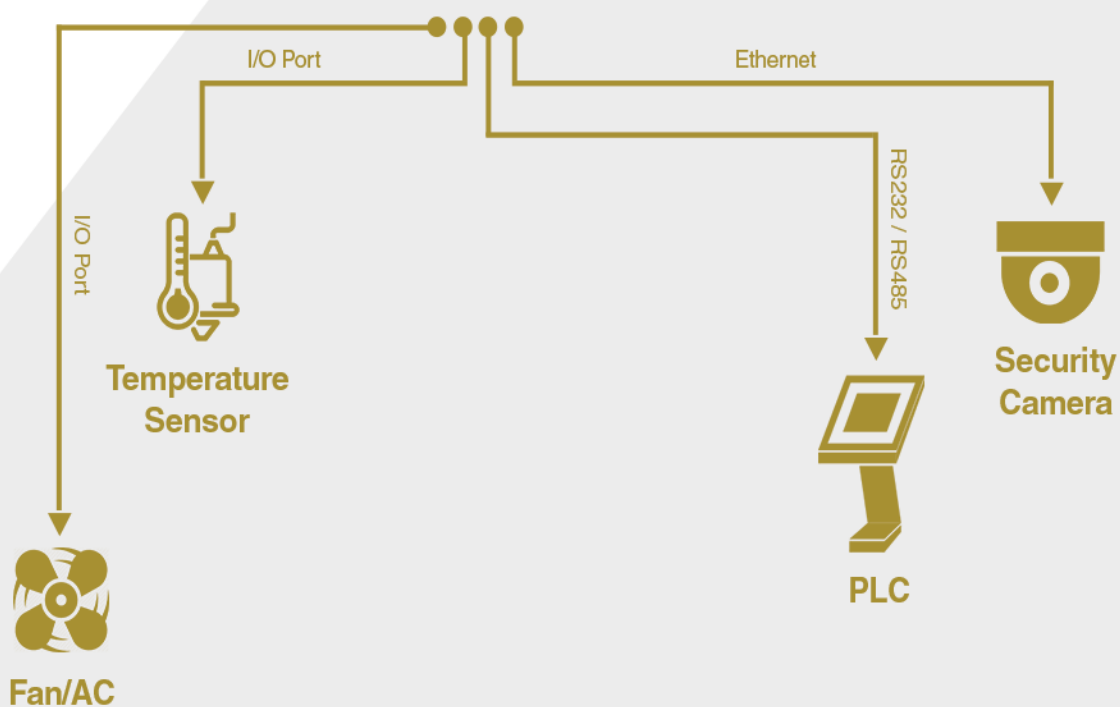 I/O Port
Ethernet
RS232 / RS485
I/O Port
Temperature
Sensor
Security
Camera
PLC
Fan/AC